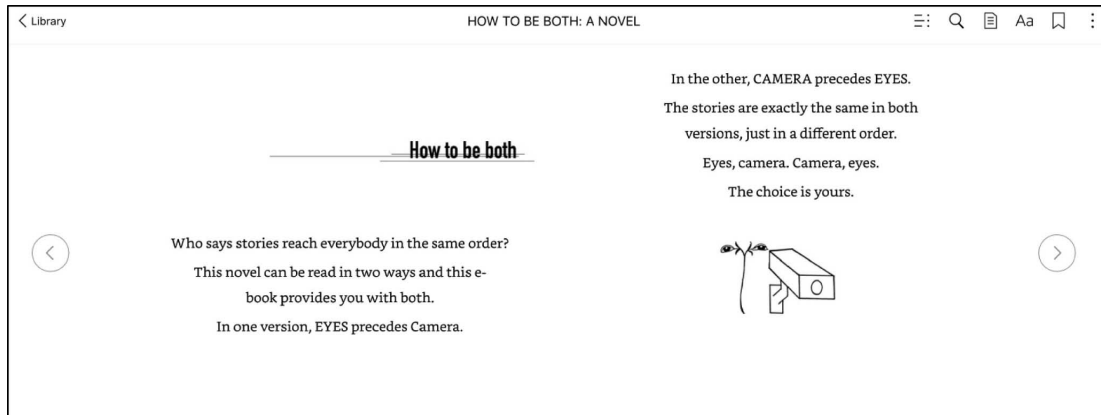 Library
HOW TO BE BOTH: A NOVEL
Aa
How to be both
Who says stories reach everybody in the same order?
This novel can be read in two ways and this e-
book provides you with both.
In one version, EYES precedes Camera.
In the other, CAMERA precedes EYES.
The stories are exactly the same in both
versions, just in a different order.
Eyes, camera. Camera, eyes.
The choice is yours.